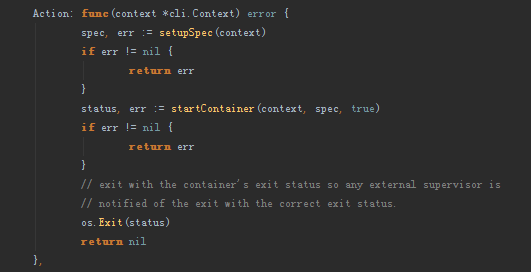 Action: func(context *cli.Context) error {
spec, err := setupSpec(context)
if err != nil {
return err
}
status, err := startContainer(context, spec, true)
if err != nil {
return err
}
// exit with the container's exit status so any external supervisor is
// notified of the exit with the correct exit status.
os.Exit(status)
return nil
},